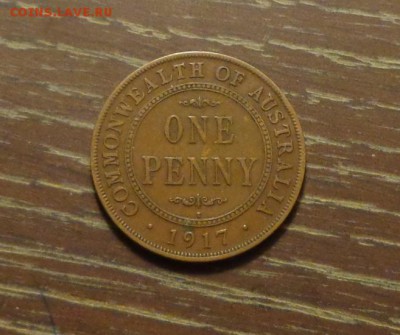 coins.lave.ru
COMMONWEALTH OF AUSTRALIA
ONE
PENNY
· 1917 ·